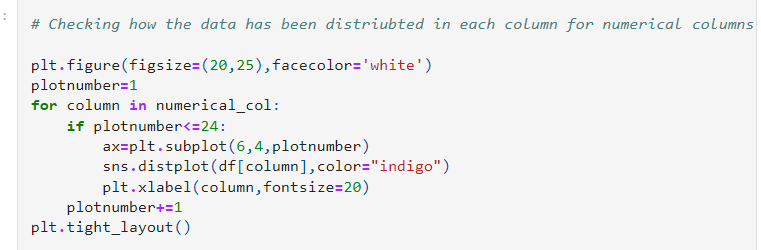 :
# Checking how the data has been distriubted in each column for numerical columns
plt.figure(figsize=(20,25),facecolor='white')
plotnumber=1
for column in numerical_col:
    if plotnumber<=24:
        ax=plt.subplot(6,4,plotnumber)
        sns.distplot(df[column],color="indigo")
        plt.xlabel(column,fontsize=20)
    plotnumber+=1
plt.tight_layout()